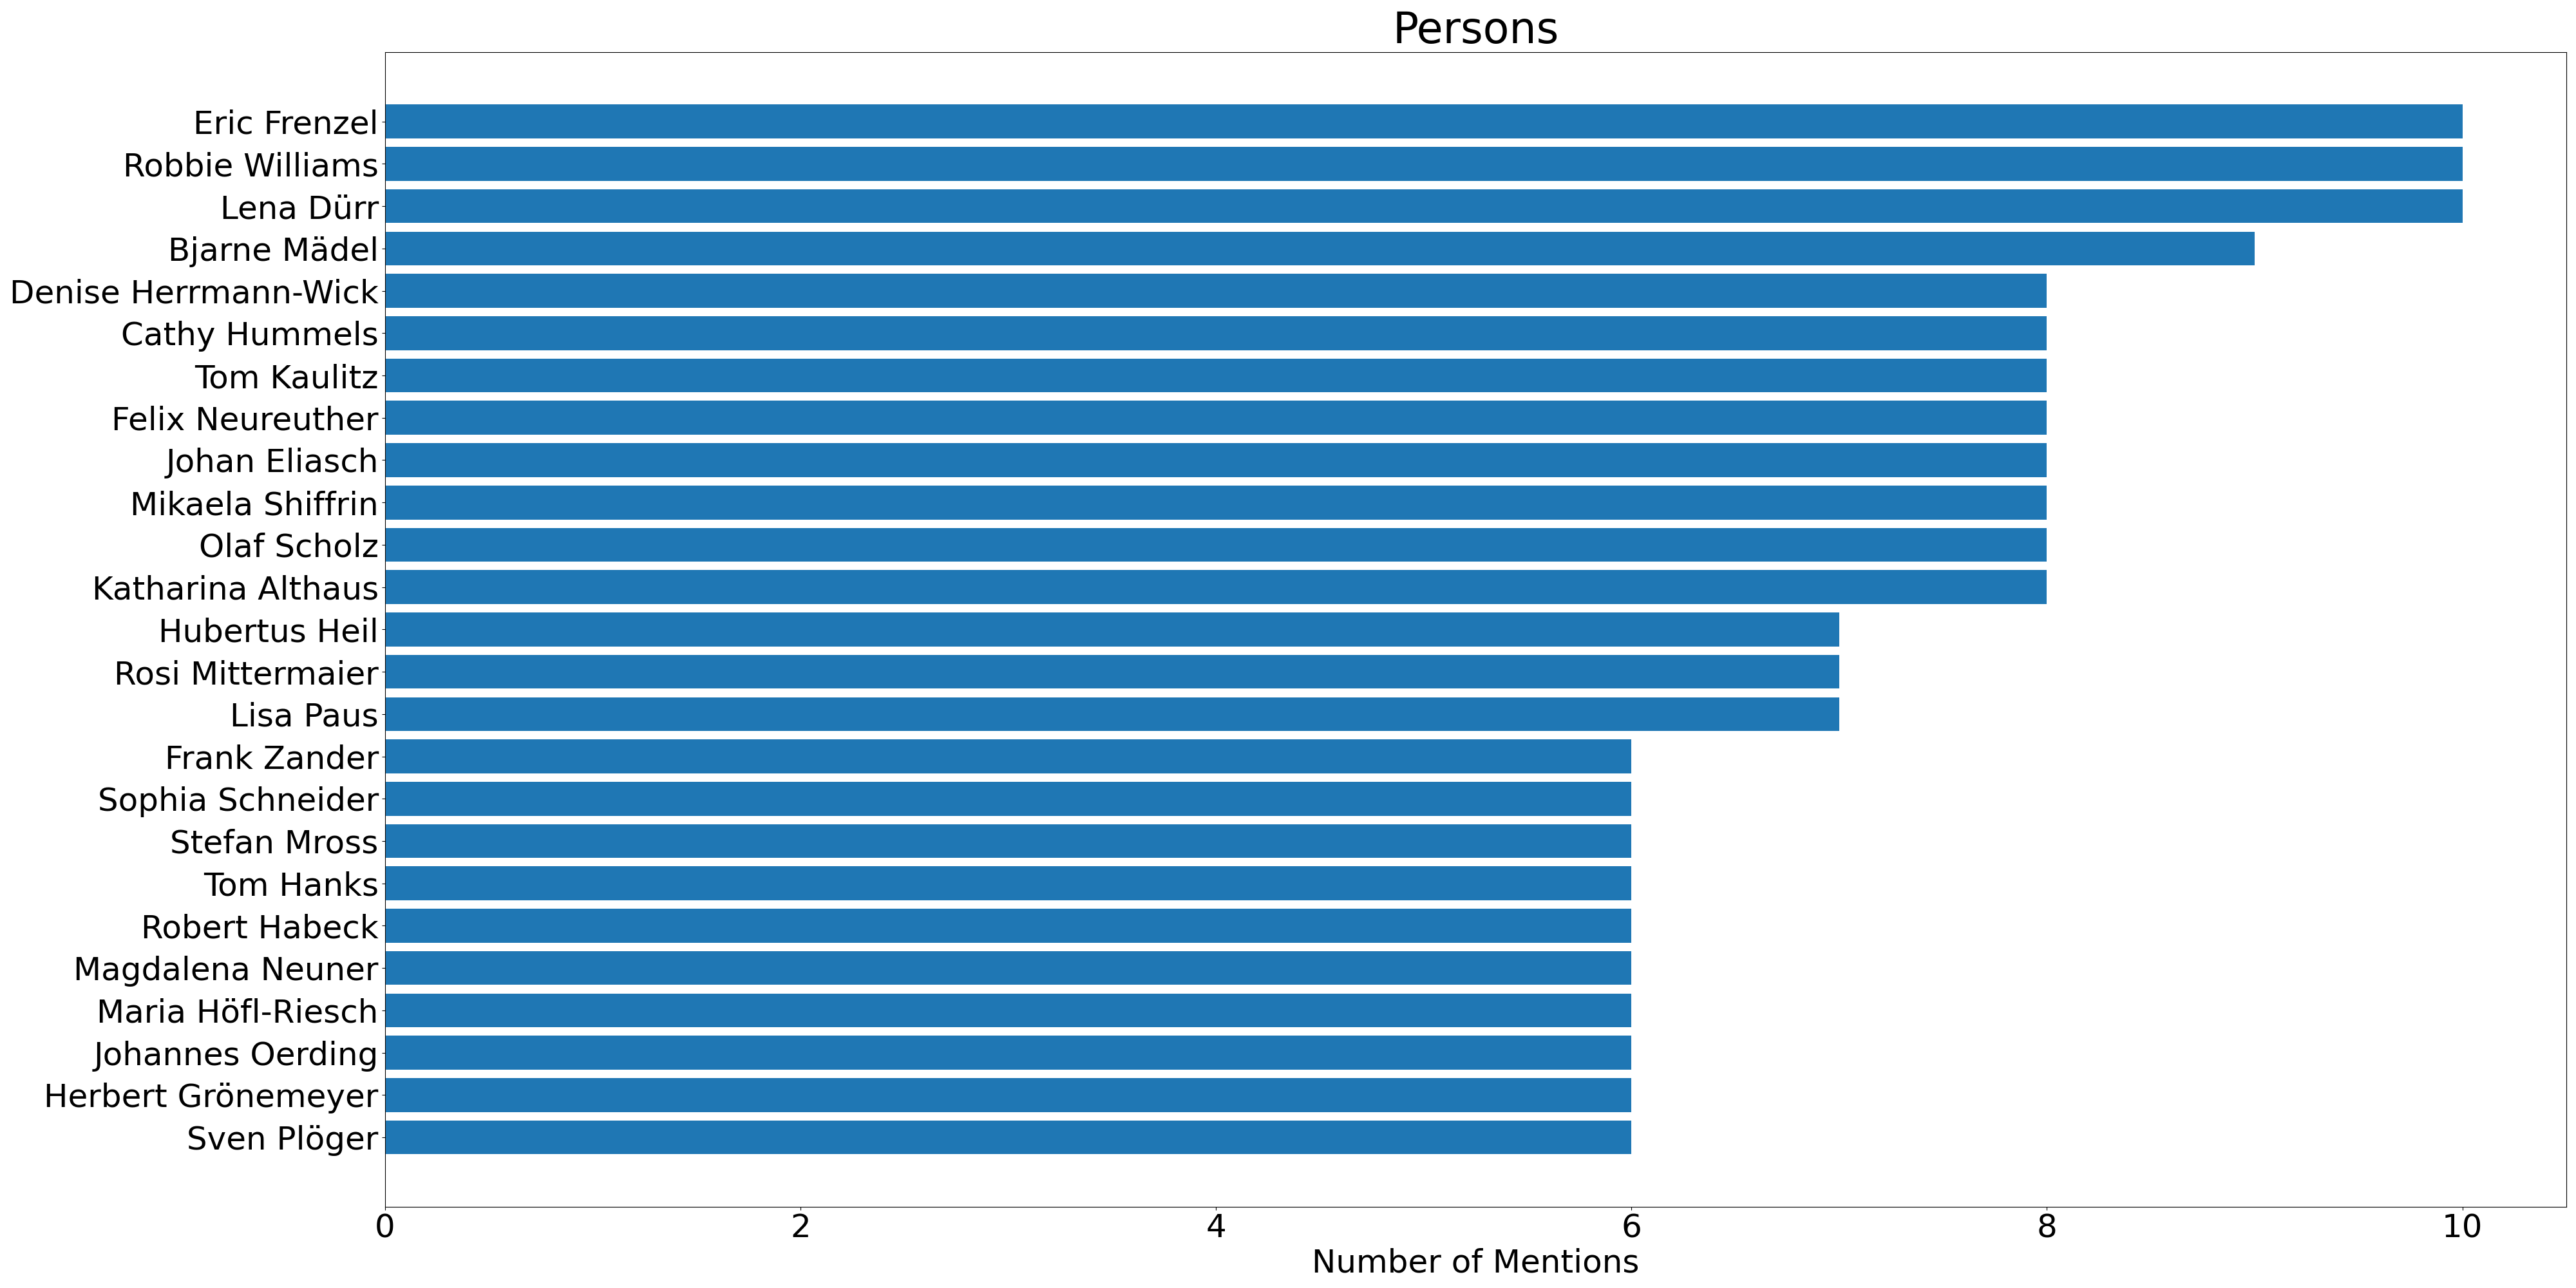 Persons
Eric Frenzel
Robbie Williams
Lena Dürr
Bjarne Mädel
Denise Herrmann-Wick
Cathy Hummels
Tom Kaulitz
Felix Neureuther
Johan Eliasch
Mikaela Shiffrin
Olaf Scholz
Katharina Althaus
Hubertus Heil
Rosi Mittermaier
Lisa Paus
Frank Zander
Sophia Schneider
Stefan Mross
Tom Hanks
Robert Habeck
Magdalena Neuner
Maria Höfl-Riesch
Johannes Oerding
Herbert Grönemeyer
Sven Plöger
0 2 4 6 8 10
Number of Mentions